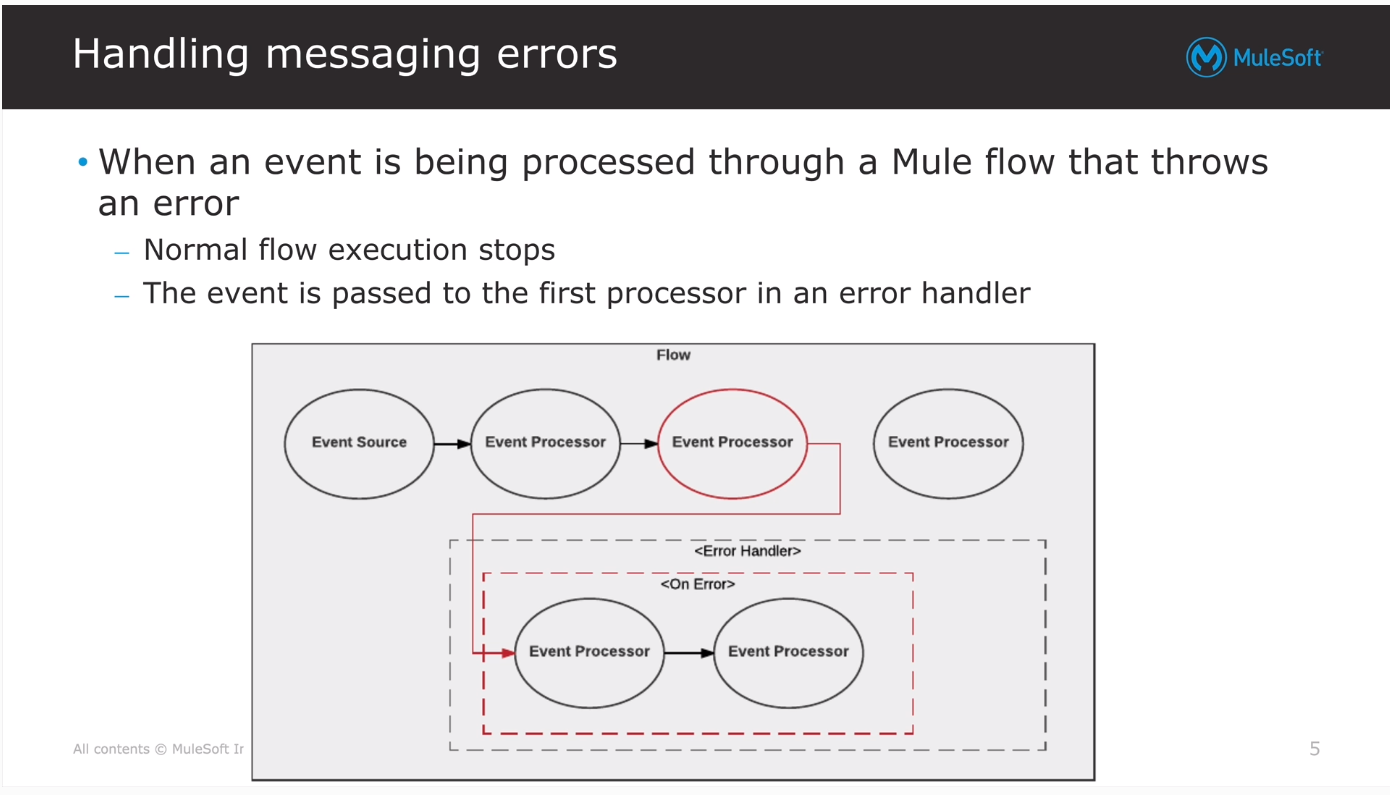 Handling messaging errors
MuleSoft
• When an event is being processed through a Mule flow that throws
an error
– Normal flow execution stops
– The event is passed to the first processor in an error handler
Flow
Event Source
Event Processor
Event Processor
Event Processor
<Error Handler>
<On Error>
Event Processor
Event Processor
All contents © MuleSoft Ir
5